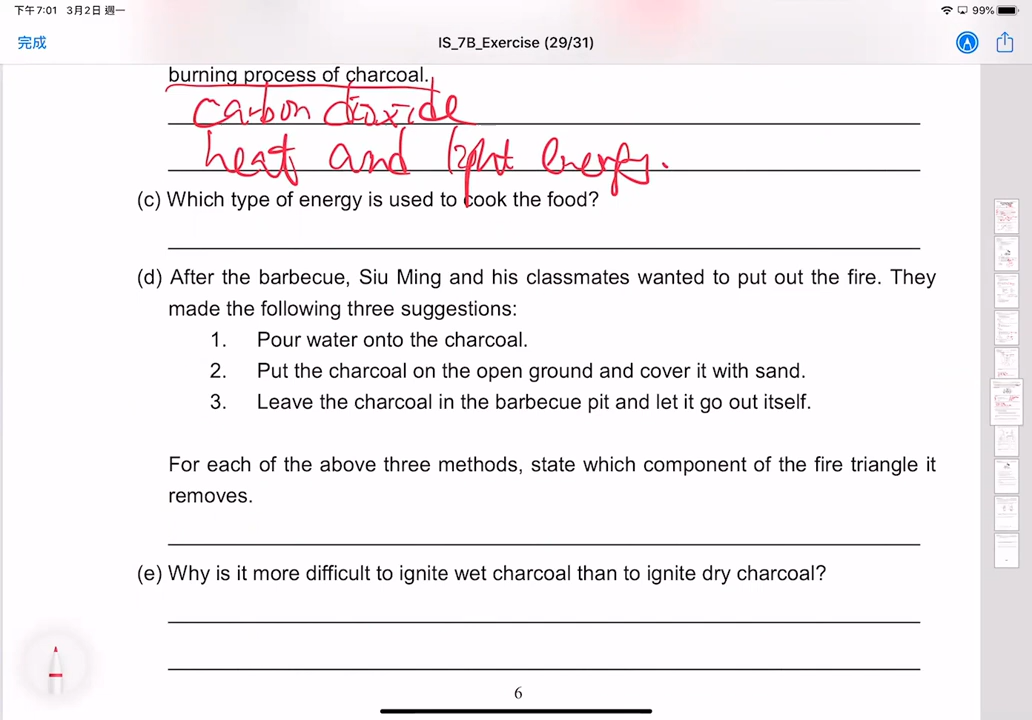 下午7:01 3月2日 週一
99%
完成
IS_7B_Exercise (29/31)
burning process of charcoal.
carbon dioxide
heat and light energy.
(c) Which type of energy is used to cook the food?
(d) After the barbecue, Siu Ming and his classmates wanted to put out the fire. They
made the following three suggestions:
1. Pour water onto the charcoal.
2. Put the charcoal on the open ground and cover it with sand.
3. Leave the charcoal in the barbecue pit and let it go out itself.
For each of the above three methods, state which component of the fire triangle it
removes.
(e) Why is it more difficult to ignite wet charcoal than to ignite dry charcoal?
6